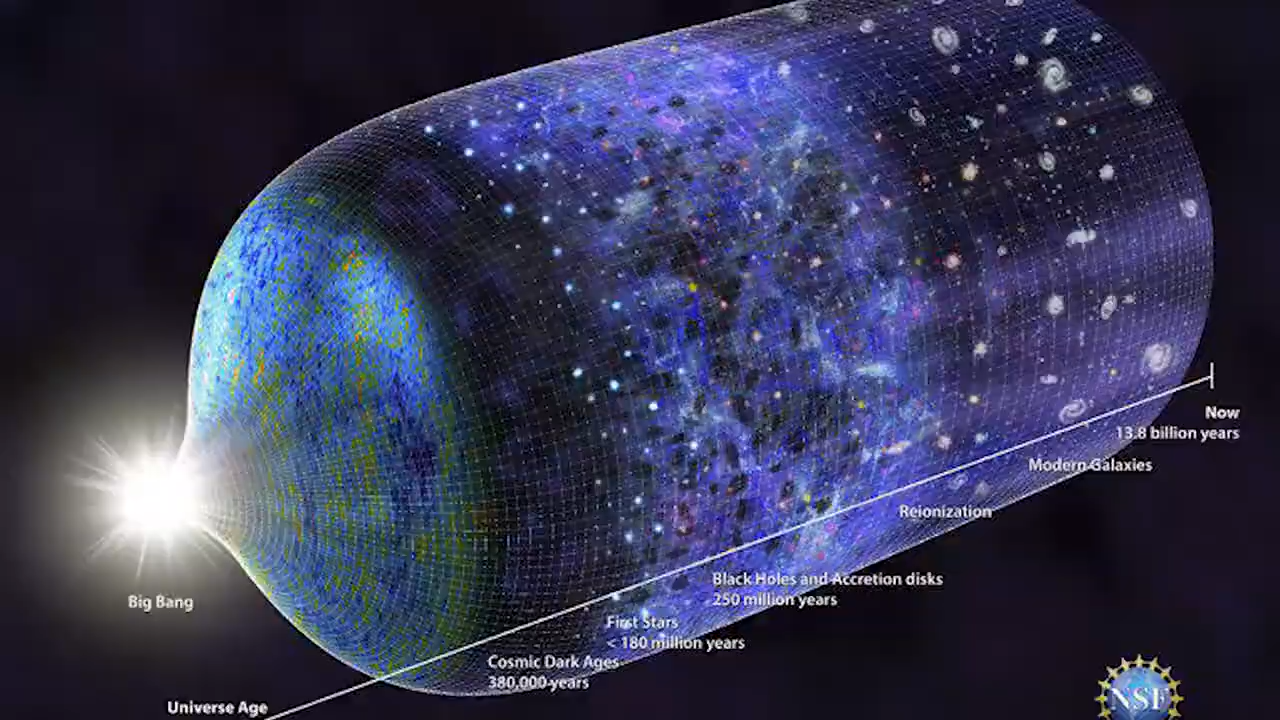 Now
13.8 billion years
Modern Galaxies
Reionization
Black Holes and Accretion disks
250 million years
Big Bang
First Stars
< 180 million years
Cosmic Dark Ages
380,000 years
Universe Age
NSF